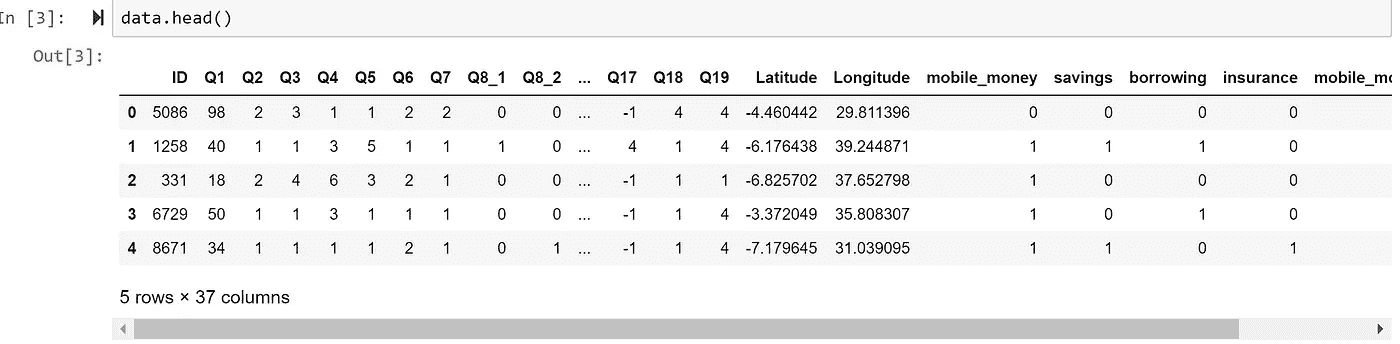 In [3]: data.head()
Out[3]:
ID Q1 Q2 Q3 Q4 Q5 Q6 Q7 Q8_1 Q8_2 ... Q17 Q18 Q19 Latitude Longitude mobile_money savings borrowing insurance mobile_mo
0 5086 98 2 3 1 1 2 2 0 0 ... -1 4 4 -4.460442 29.811396 0 0 0 0
1 1258 40 1 1 3 5 1 1 1 0 ... 4 1 4 -6.176438 39.244871 1 1 1 0
2 331 18 2 4 6 3 2 1 0 0 ... -1 1 1 -6.825702 37.652798 1 0 0 0
3 6729 50 1 1 3 1 1 1 0 0 ... -1 1 4 -3.372049 35.808307 1 0 1 0
4 8671 34 1 1 1 1 2 1 0 1 ... -1 1 4 -7.179645 31.039095 1 1 0 1
5 rows × 37 columns